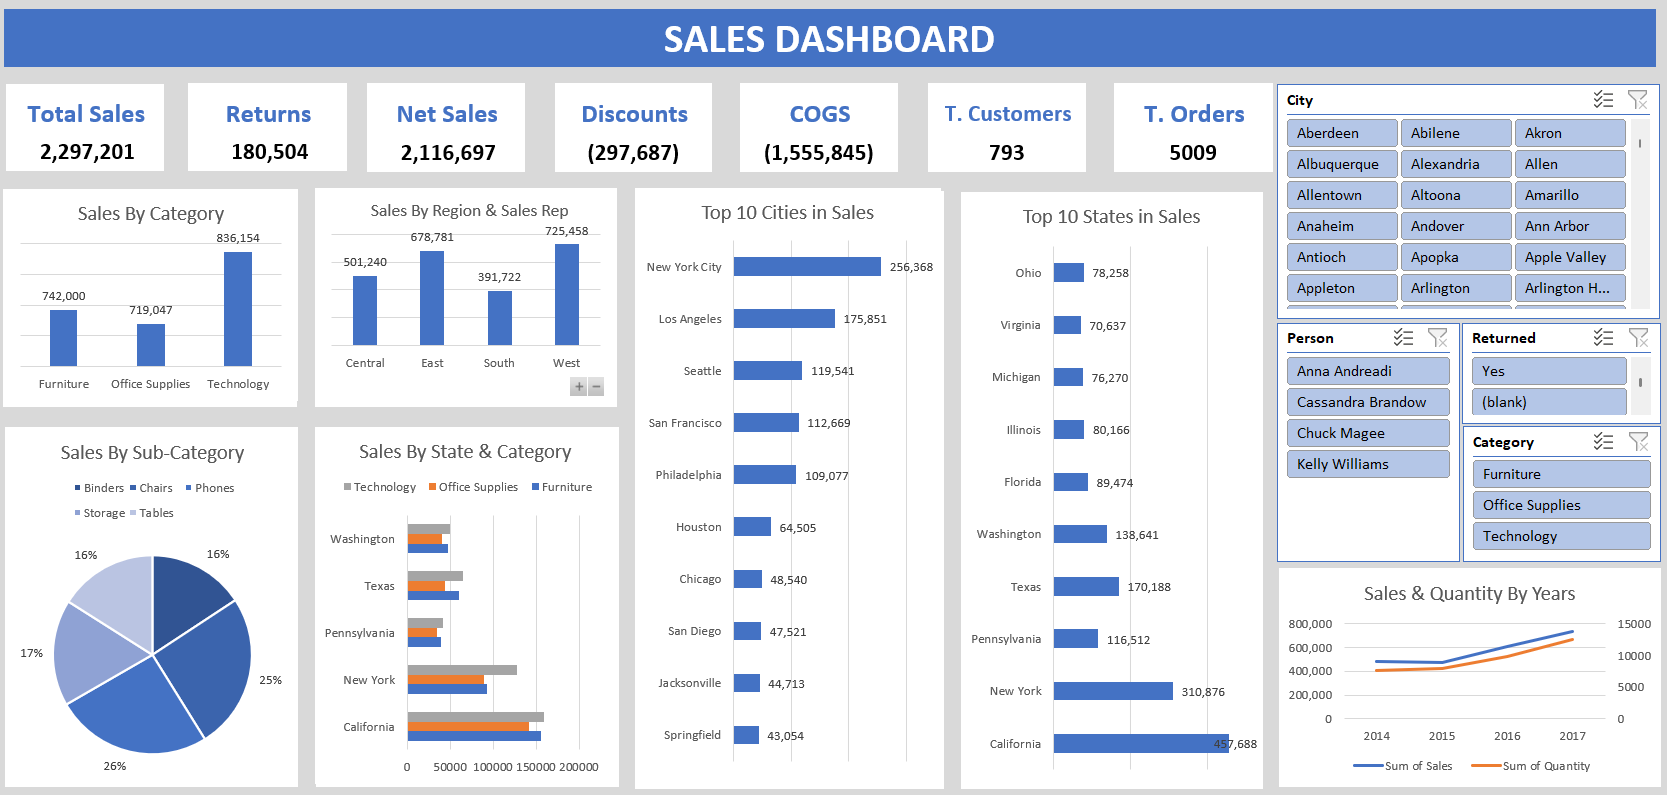 SALES DASHBOARD
Total Sales
2,297,201
Returns
180,504
Net Sales
2,116,697
Discounts
(297,687)
COGS
(1,555,845)
T. Customers
793
T. Orders
5009
City
Aberdeen Abilene Akron
Albuquerque Alexandria Allen
Allentown Altoona Amarillo
Anaheim Andover Ann Arbor
Antioch Apopka Apple Valley
Appleton Arlington Arlington H...
Sales By Category
836,154
742,000
719,047
Furniture Office Supplies Technology
Sales By Region & Sales Rep
725,458
678,781
501,240
391,722
Central East South West
+ −
Top 10 Cities in Sales
New York City 256,368
Los Angeles 175,851
Seattle 119,541
San Francisco 112,669
Philadelphia 109,077
Houston 64,505
Chicago 48,540
San Diego 47,521
Jacksonville 44,713
Springfield 43,054
Top 10 States in Sales
Ohio 78,258
Virginia 70,637
Michigan 76,270
Illinois 80,166
Florida 89,474
Washington 138,641
Texas 170,188
Pennsylvania 116,512
New York 310,876
California 457,688
Person
Anna Andreadi
Cassandra Brandow
Chuck Magee
Kelly Williams
Returned
Yes
(blank)
Category
Furniture
Office Supplies
Technology
Sales By Sub-Category
Binders Chairs Phones
Storage Tables
16% 16%
17%
25%
26%
Sales By State & Category
Technology Office Supplies Furniture
Washington
Texas
Pennsylvania
New York
California
0 50000 100000 150000 200000
Sales & Quantity By Years
800,000 15000
600,000
10000
400,000
5000
200,000
0 0
2014 2015 2016 2017
Sum of Sales Sum of Quantity